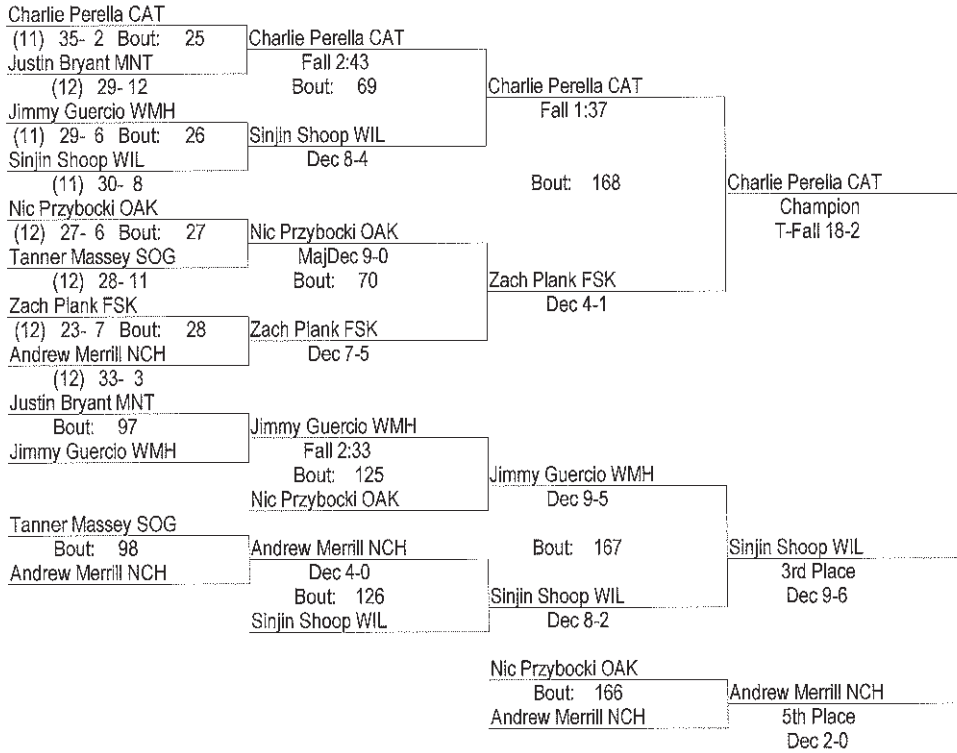 Charlie Perella CAT
(11) 35- 2 Bout: 25
Justin Bryant MNT
(12) 29- 12
Jimmy Guercio WMH
(11) 29- 6 Bout: 26
Sinjin Shoop WIL
(11) 30- 8
Nic Przybocki OAK
(12) 27- 6 Bout: 27
Tanner Massey SOG
(12) 28- 11
Zach Plank FSK
(12) 23- 7 Bout: 28
Andrew Merrill NCH
(12) 33- 3
Charlie Perella CAT
Fall 2:43
Bout: 69
Sinjin Shoop WIL
Dec 8-4
Nic Przybocki OAK
MajDec 9-0
Bout: 70
Zach Plank FSK
Dec 7-5
Charlie Perella CAT
Fall 1:37
Bout: 168
Zach Plank FSK
Dec 4-1
Charlie Perella CAT
Champion
T-Fall 18-2
Justin Bryant MNT
Bout: 97
Jimmy Guercio WMH
Tanner Massey SOG
Bout: 98
Andrew Merrill NCH
Jimmy Guercio WMH
Fall 2:33
Bout: 125
Nic Przybocki OAK
Andrew Merrill NCH
Dec 4-0
Bout: 126
Sinjin Shoop WIL
Jimmy Guercio WMH
Dec 9-5
Bout: 167
Sinjin Shoop WIL
Dec 8-2
Sinjin Shoop WIL
3rd Place
Dec 9-6
Nic Przybocki OAK
Bout: 166
Andrew Merrill NCH
Andrew Merrill NCH
5th Place
Dec 2-0